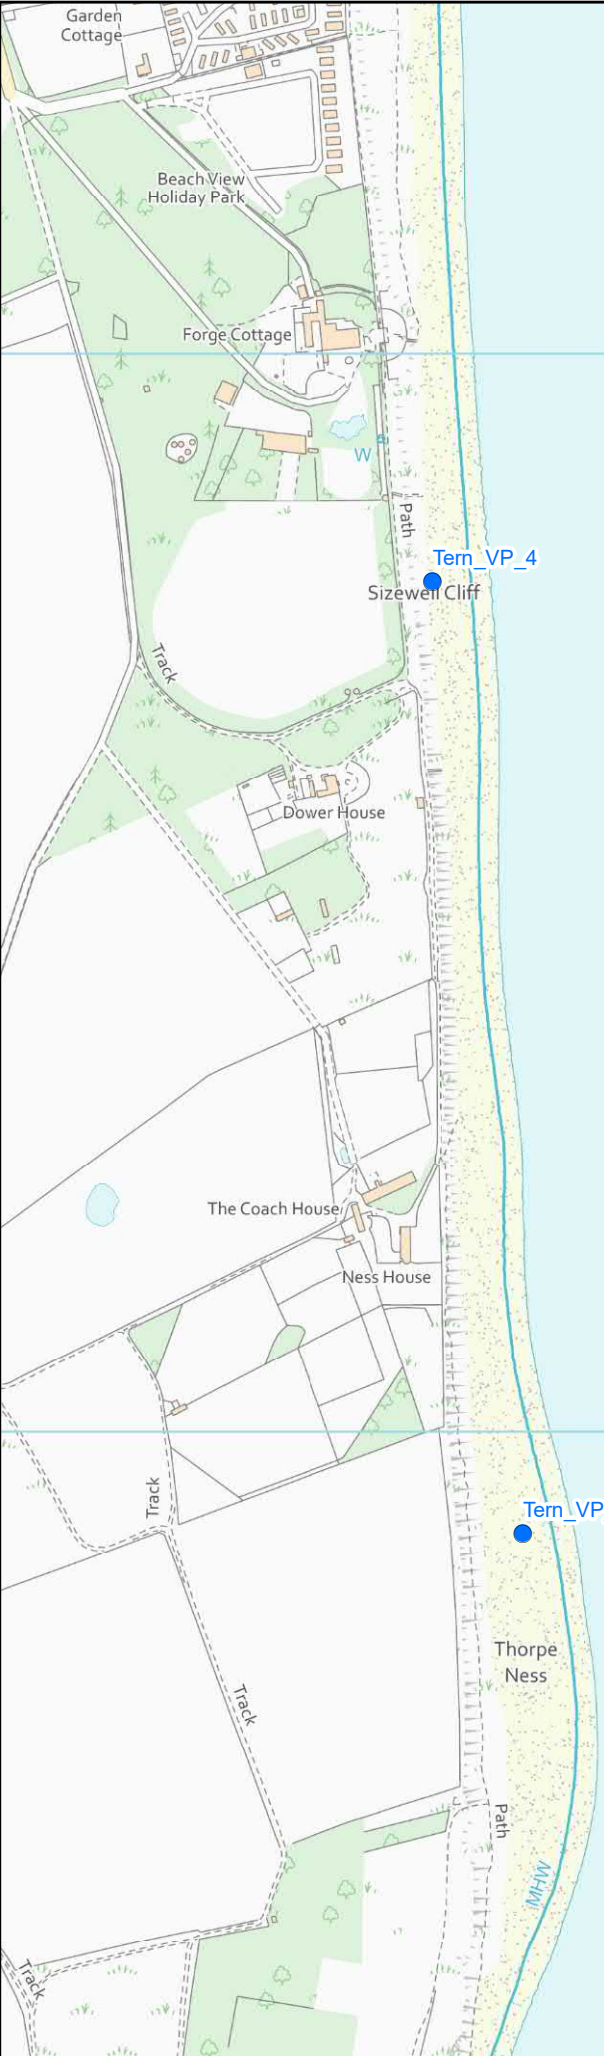 Garden
Cottage
Beach View
Holiday Park
Forge Cottage
W
Path
Tern_VP_4
Sizewell Cliff
Track
Dower House
The Coach House
Ness House
Track
Tern_VP
Thorpe
Ness
Track
Path
MHW
Track